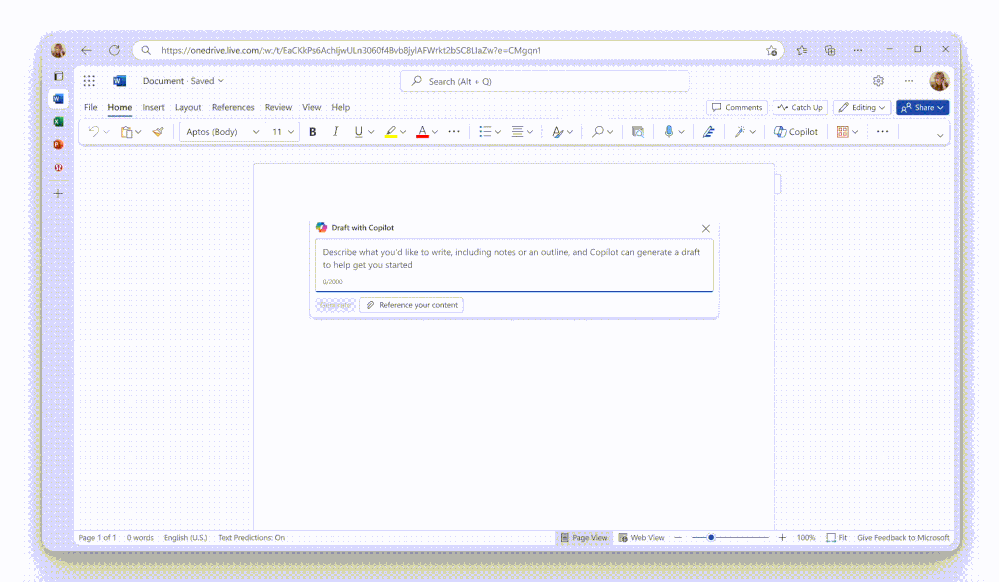 https://onedrive.live.com/:w:/t/EaCKkPs6AchIjwULn3060f4Bvb8jylAFWrkt2bSC8LIaZw?e=CMgqn1
Document · Saved
Search (Alt + Q)
File Home Insert Layout References Review View Help
Comments Catch Up Editing Share
Aptos (Body) 11 B I U A Copilot
Draft with Copilot
Describe what you'd like to write, including notes or an outline, and Copilot can generate a draft
to help get you started
0/2000
Generate Reference your content
Page 1 of 1 0 words English (U.S.) Text Predictions: On Page View Web View 100% Fit Give Feedback to Microsoft